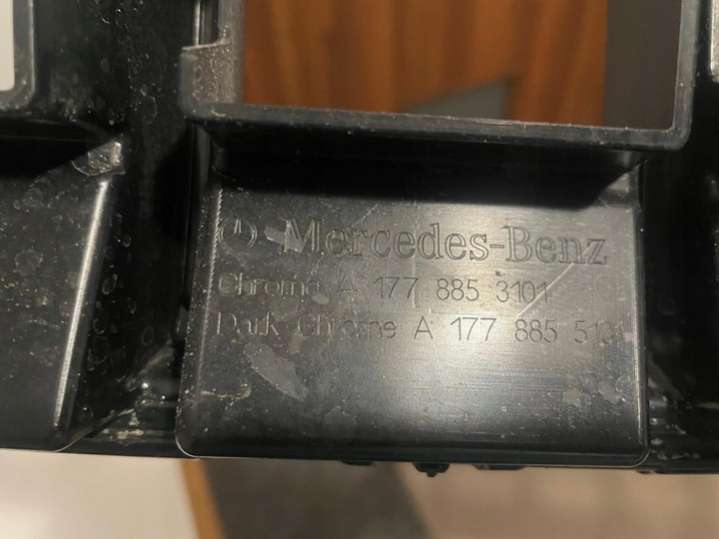 Mercedes-Benz
Chrome A 177 885 3101
Dark Chrome A 177 885